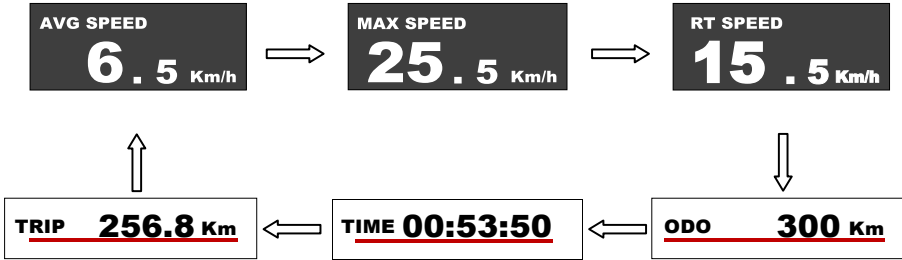 AVG SPEED
6.5 Km/h
MAX SPEED
25.5 Km/h
RT SPEED
15.5 Km/h
TRIP 256.8 Km
TIME 00:53:50
ODO 300 Km